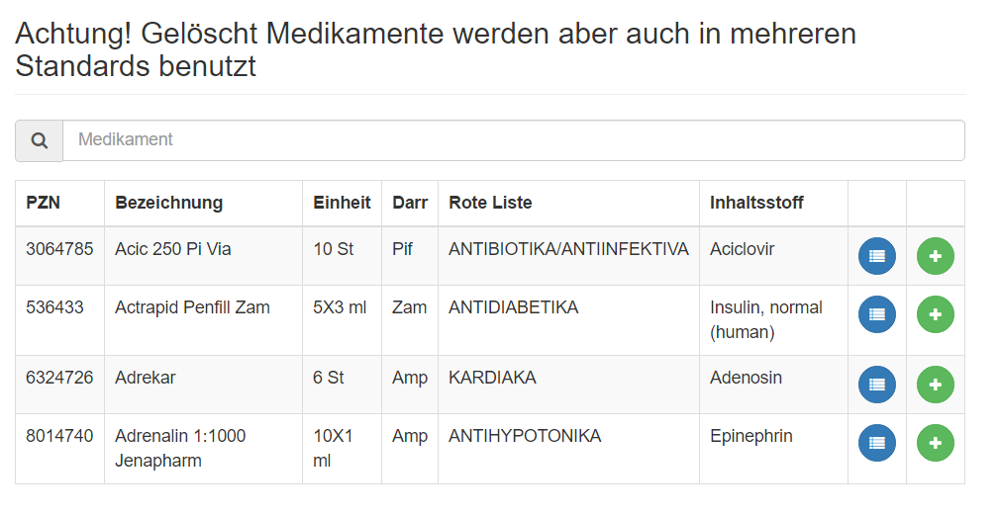 Achtung! Gelöscht Medikamente werden aber auch in mehreren
Standards benutzt
Medikament
PZN Bezeichnung Einheit Darr Rote Liste Inhaltsstoff
3064785 Acic 250 Pi Via 10 St Pif ANTIBIOTIKA/ANTIINFEKTIVA Aciclovir
536433 Actrapid Penfill Zam 5X3 ml Zam ANTIDIABETIKA Insulin, normal
(human)
6324726 Adrekar 6 St Amp KARDIAKA Adenosin
8014740 Adrenalin 1:1000 10X1 Amp ANTIHYPOTONIKA Epinephrin
Jenapharm ml